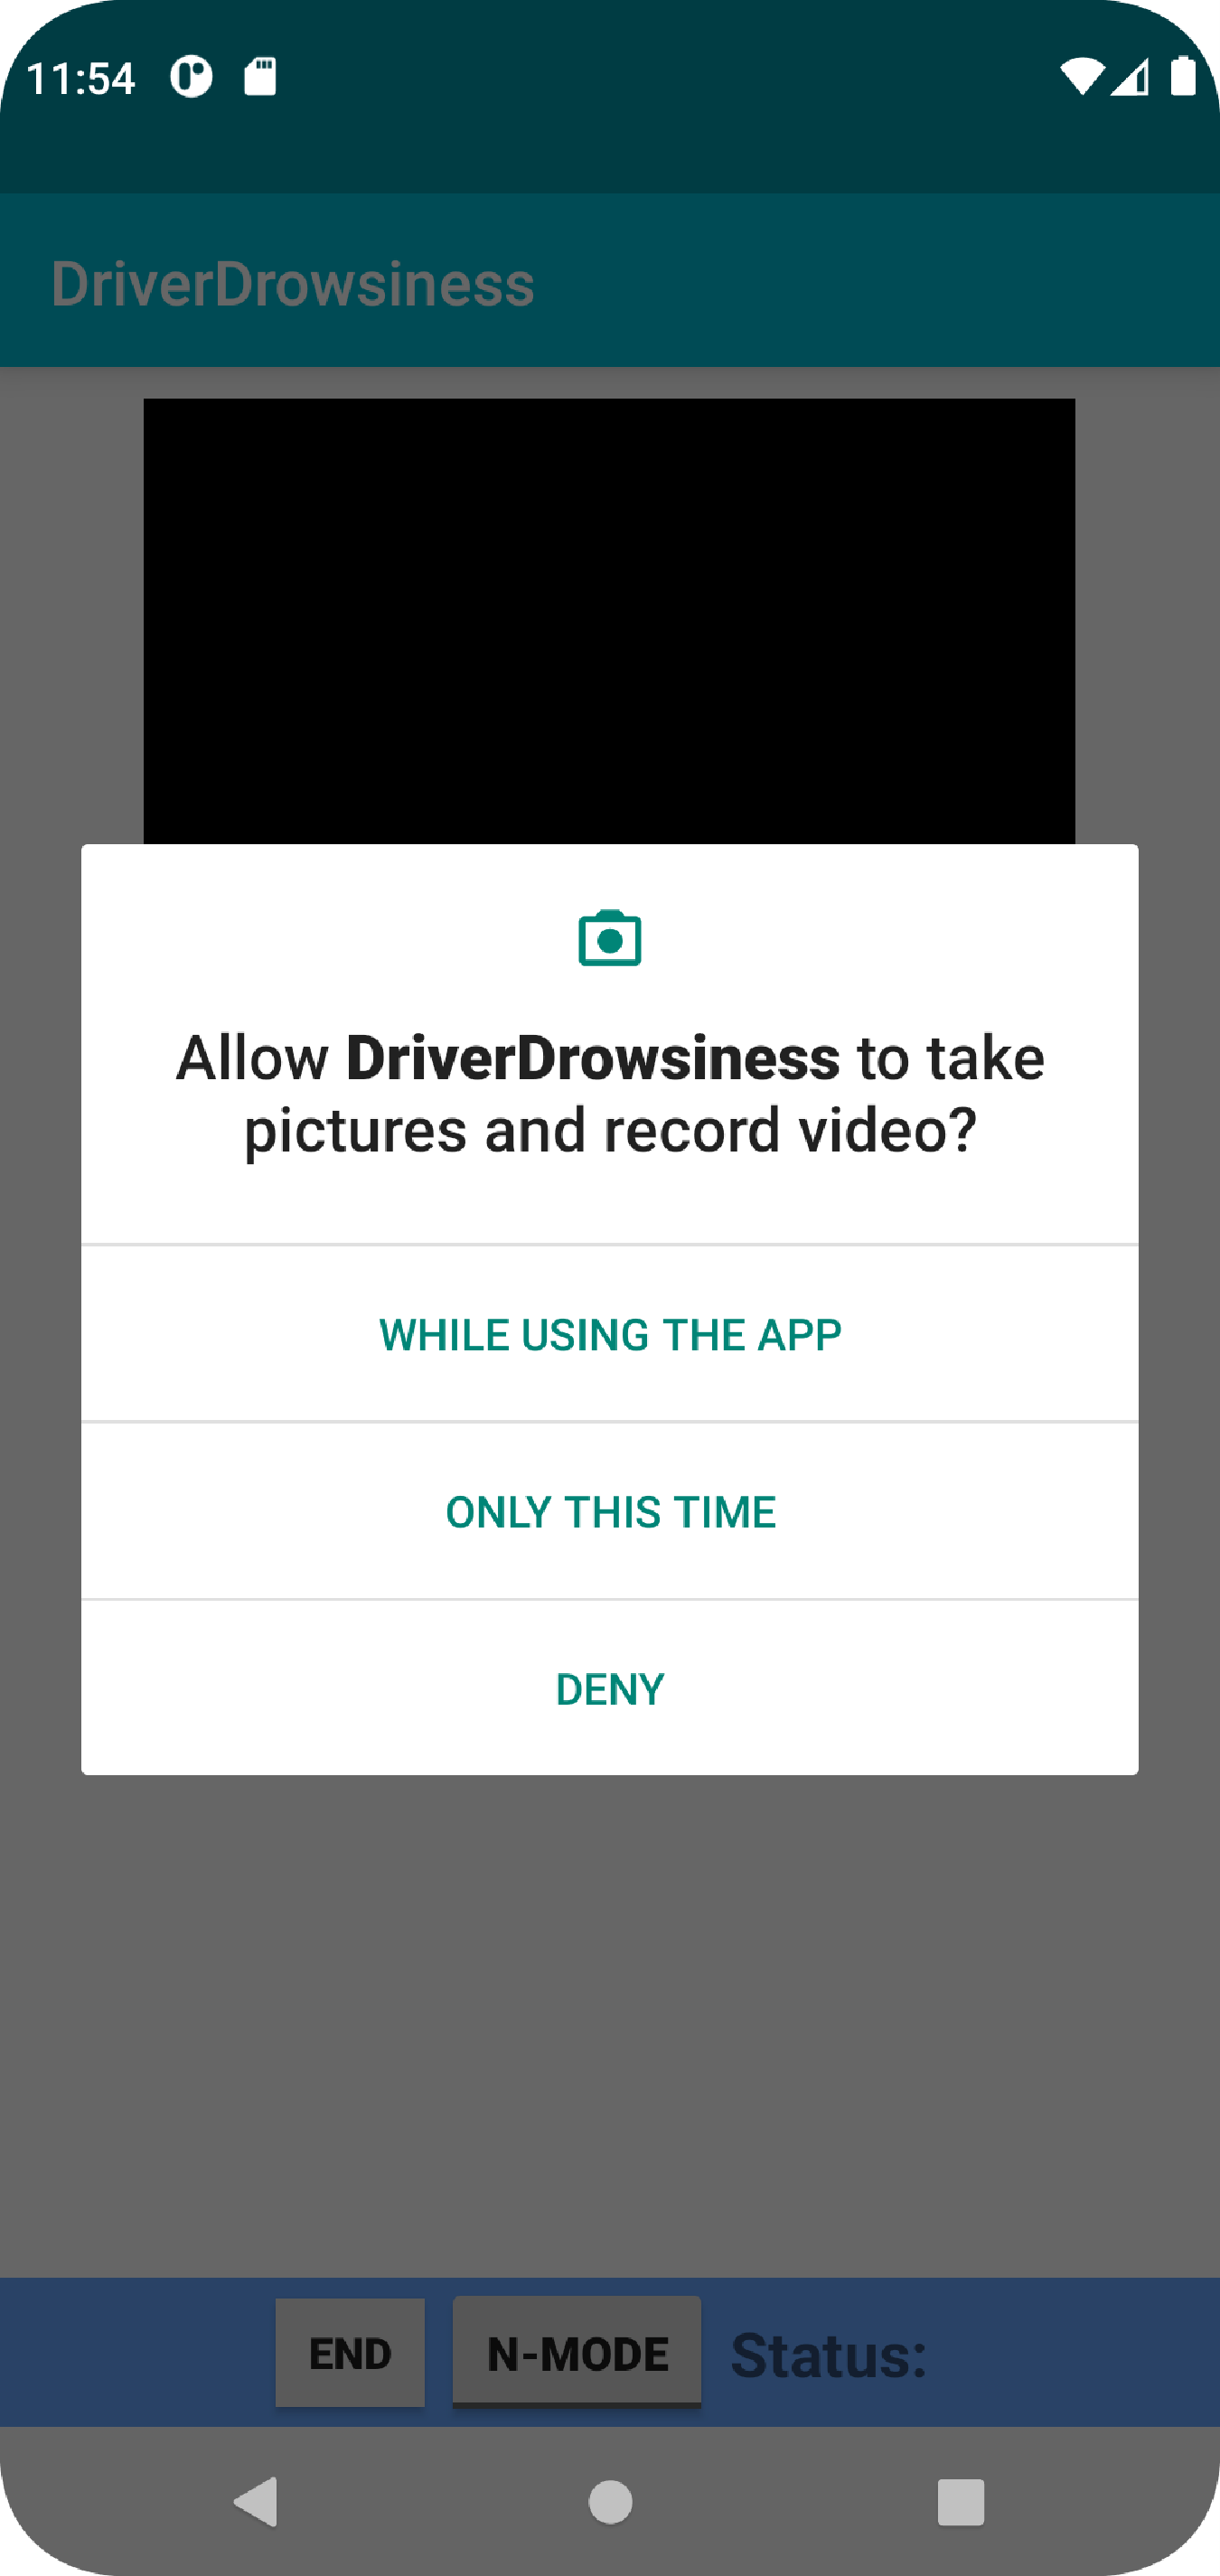 11:54
DriverDrowsiness
Allow DriverDrowsiness to take
pictures and record video?
WHILE USING THE APP
ONLY THIS TIME
DENY
END N-MODE Status: